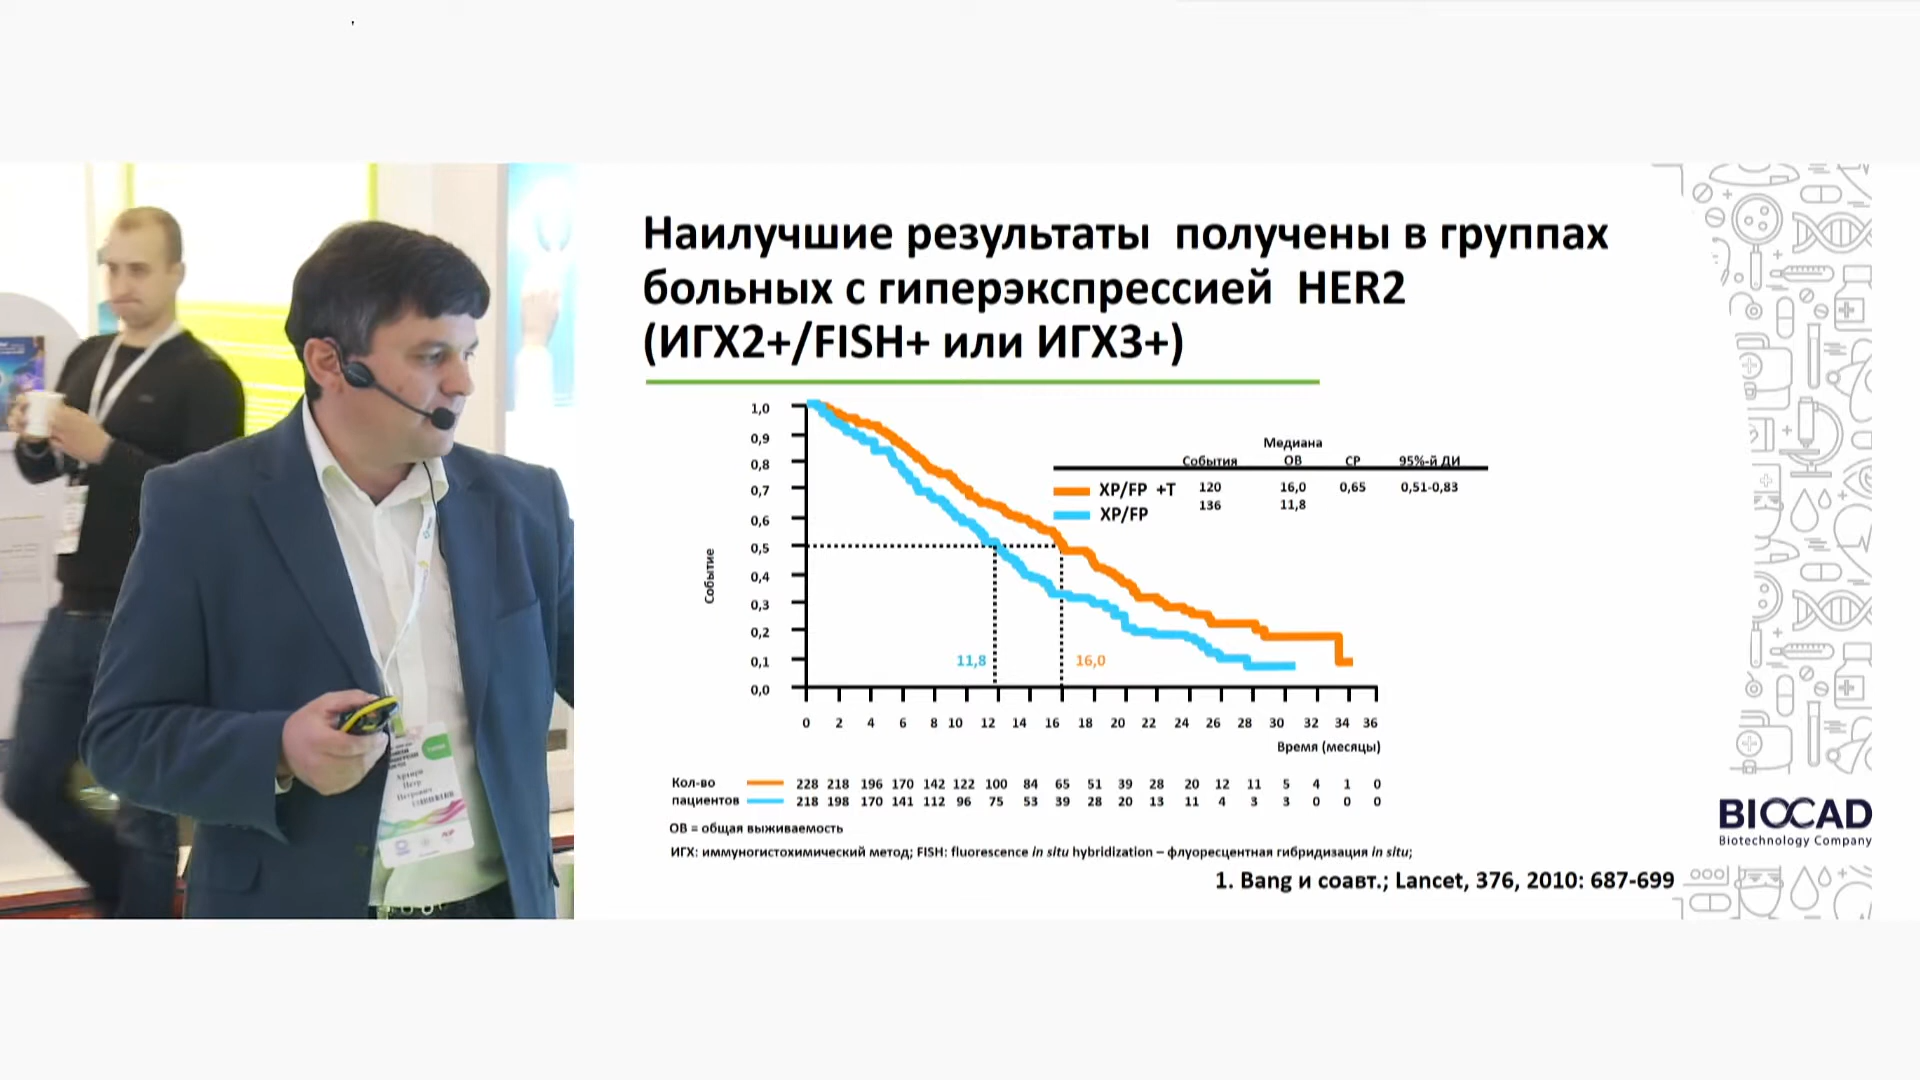 Наилучшие результаты получены в группах
больных с гиперэкспрессией HER2
(ИГХ2+/FISH+ или ИГХ3+)
1,0
0,9
0,8
0,7
0,6
0,5
0,4
0,3
0,2
0,1
0,0
Событие
Медиана
События ОВ СР 95%-й ДИ
XP/FP +T 120 16,0 0,65 0,51-0,83
136 11,8
XP/FP
11,8 16,0
0 2 4 6 8 10 12 14 16 18 20 22 24 26 28 30 32 34 36
Время (месяцы)
Кол-во 228 218 196 170 142 122 100 84 65 51 39 28 20 12 11 5 4 1 0
пациентов 218 198 170 141 112 96 75 53 39 28 20 13 11 4 3 3 0 0 0
ОВ = общая выживаемость
ИГХ: иммуногистохимический метод; FISH: fluorescence in situ hybridization – флуоресцентная гибридизация in situ;
1. Bang и соавт.; Lancet, 376, 2010: 687-699
BIOCAD
Biotechnology Company
Петр
Петрович